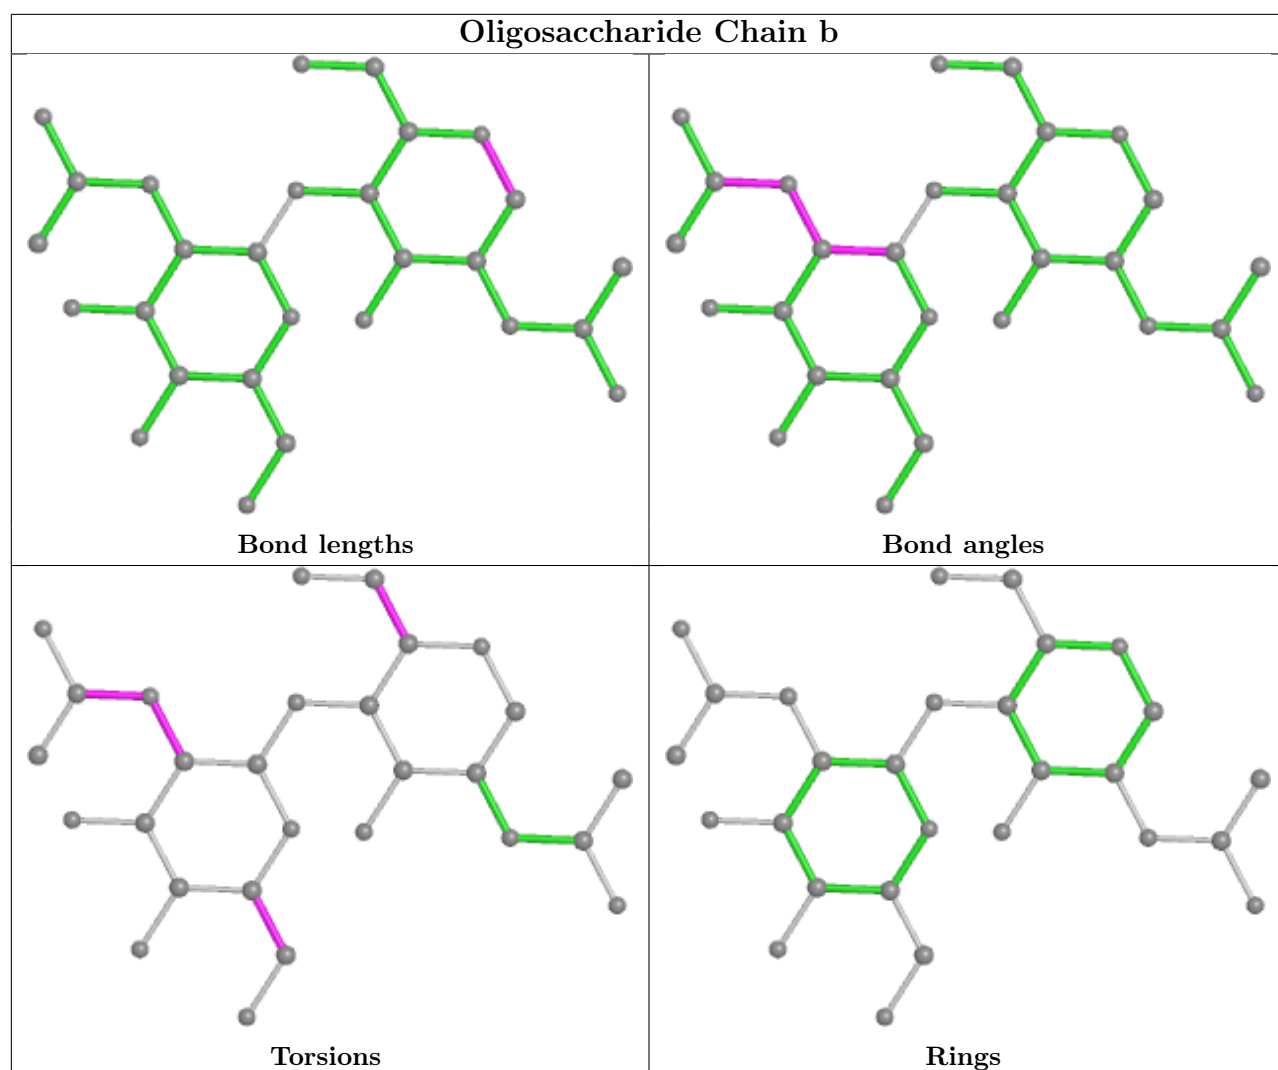 Oligosaccharide Chain b
Bond lengths
Bond angles
Torsions
Rings